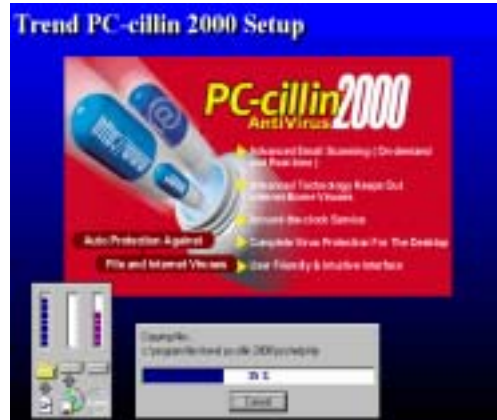 Trend PC-cillin 2000 Setup
PC-cillin 2000
AntiVirus
Advanced Email Scanning ( On-demand
and Real-time )
Advanced Technology Keeps Out
Internet Borne Viruses
Around-the-clock Service
Auto Protection Against
Complete Virus Protection For The Desktop
File and Internet Viruses
User Friendly & Intuitive Interface
Copying file...
35 %
Cancel